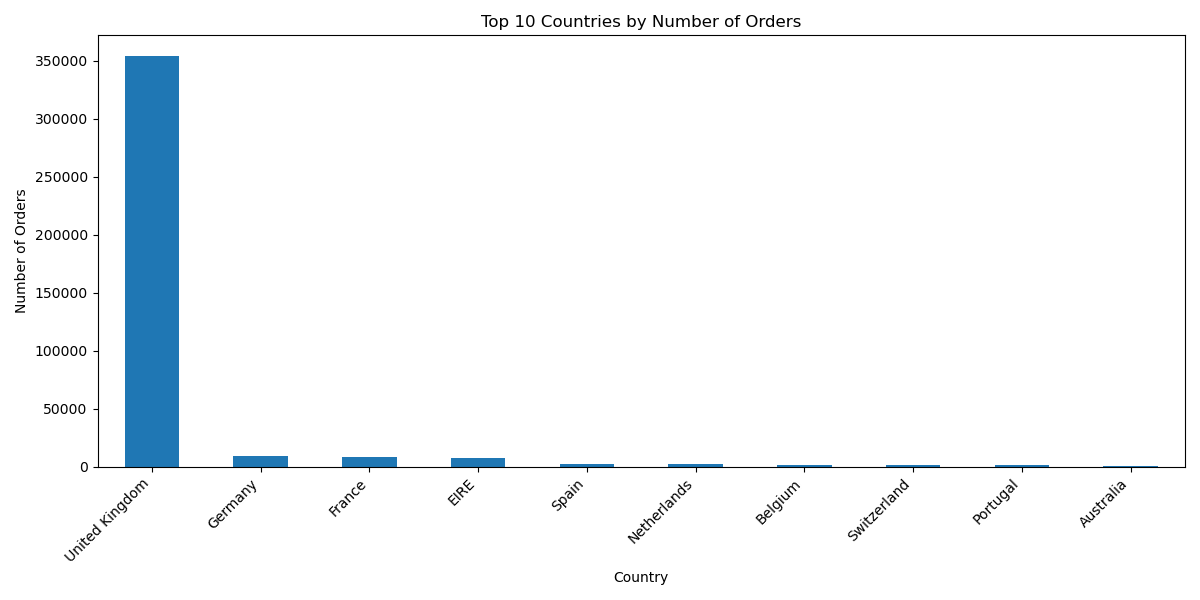 Top 10 Countries by Number of Orders
Number of Orders
350000
300000
250000
200000
150000
100000
50000
0
United Kingdom
Germany
France
EIRE
Spain
Netherlands
Belgium
Switzerland
Portugal
Australia
Country